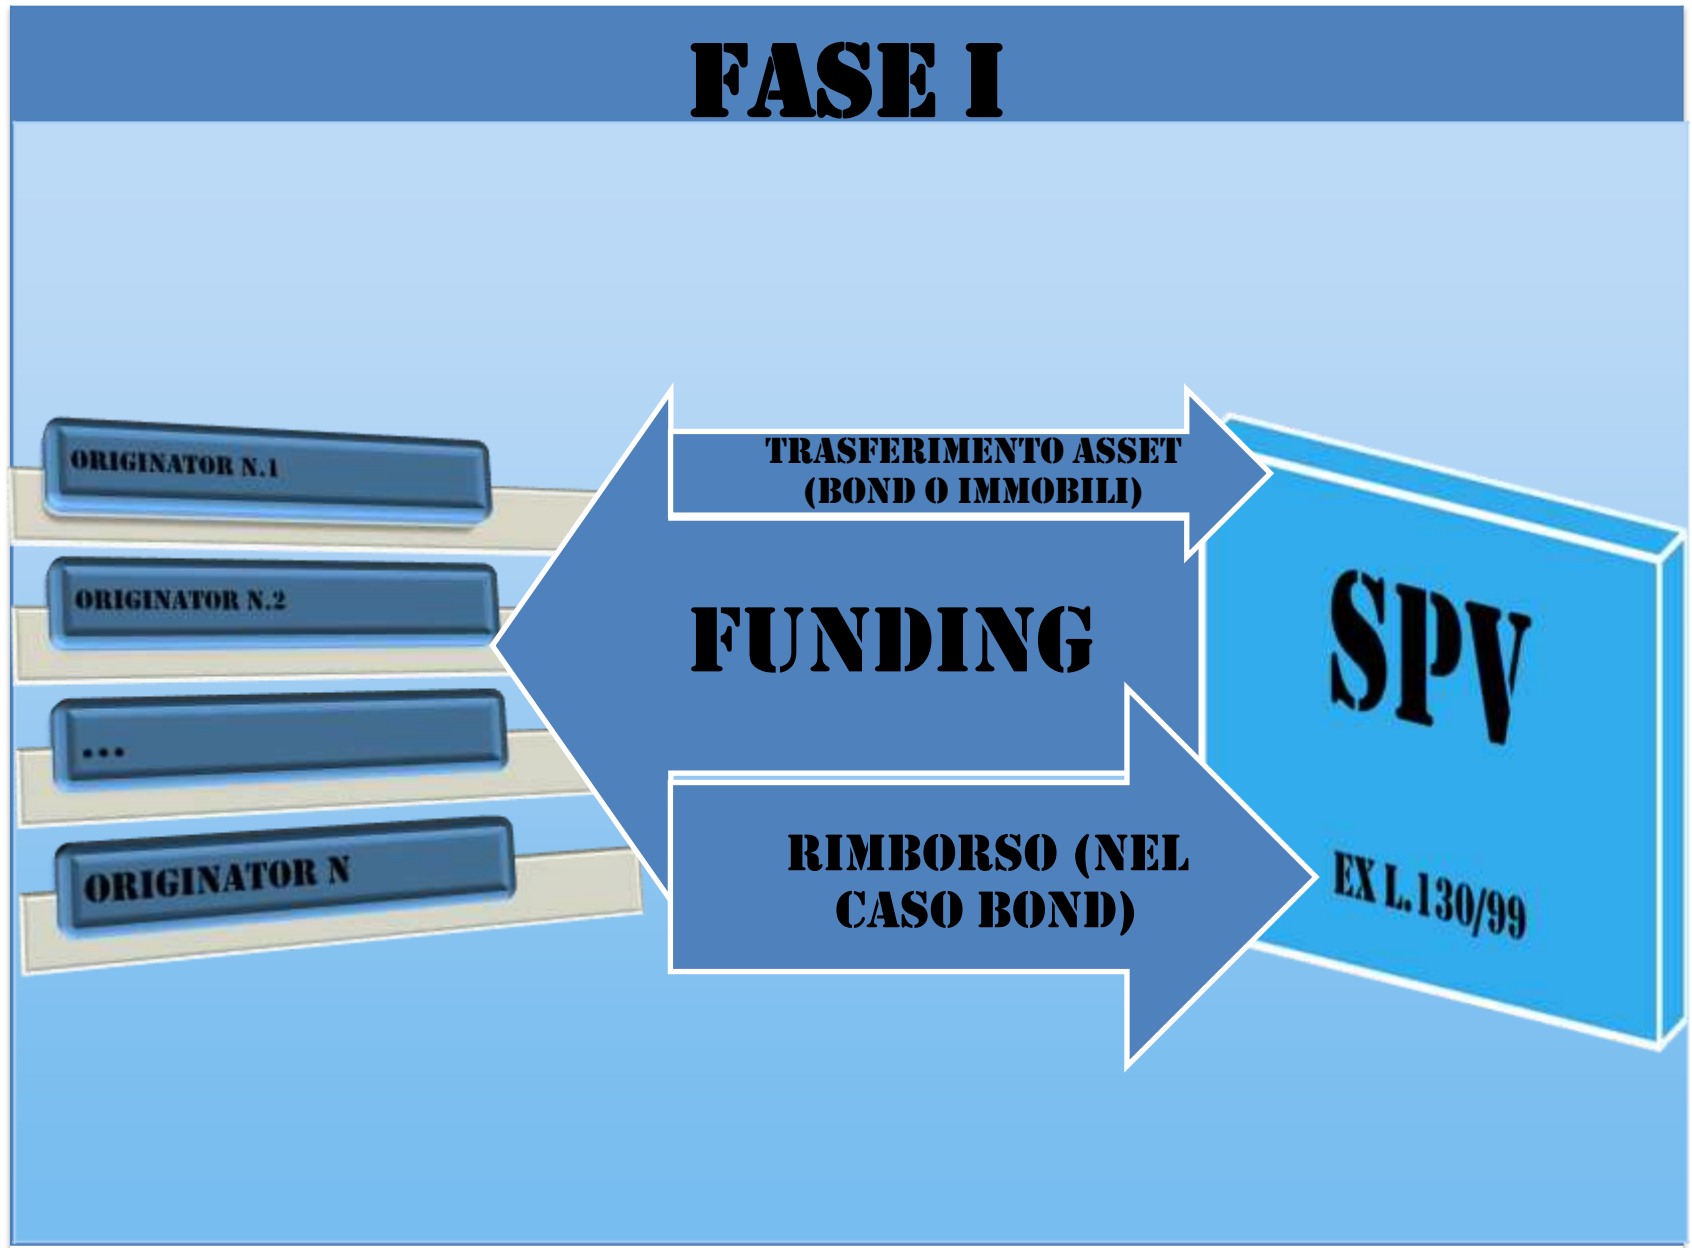 FASE I
ORIGINATOR N.1
ORIGINATOR N.2
...
ORIGINATOR N
TRASFERIMENTO ASSET
(BOND O IMMOBILI)
FUNDING
RIMBORSO (NEL
CASO BOND)
SPV
EX L.130/99